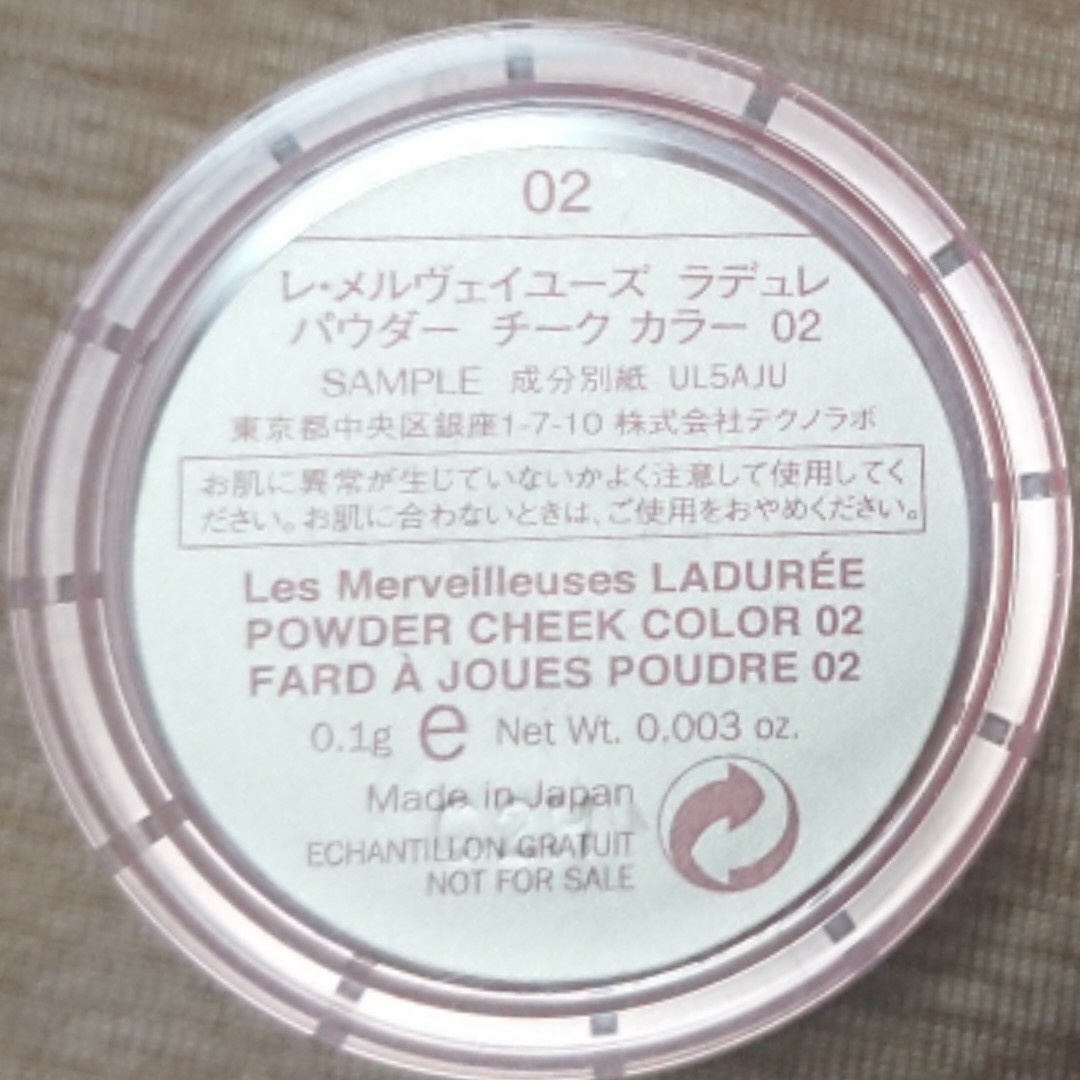 02
レ・メルヴェイユーズ ラデュレ
パウダー チーク カラー 02
SAMPLE 成分別紙 UL5AJU
東京都中央区銀座1-7-10 株式会社テクノラボ
お肌に異常が生じていないかよく注意して使用してく
ださい。お肌に合わないときは、ご使用をおやめください。
Les Merveilleuses LADURÉE
POWDER CHEEK COLOR 02
FARD À JOUES POUDRE 02
0.1g e Net Wt. 0.003 oz.
Made in Japan
ECHANTILLON GRATUIT
NOT FOR SALE